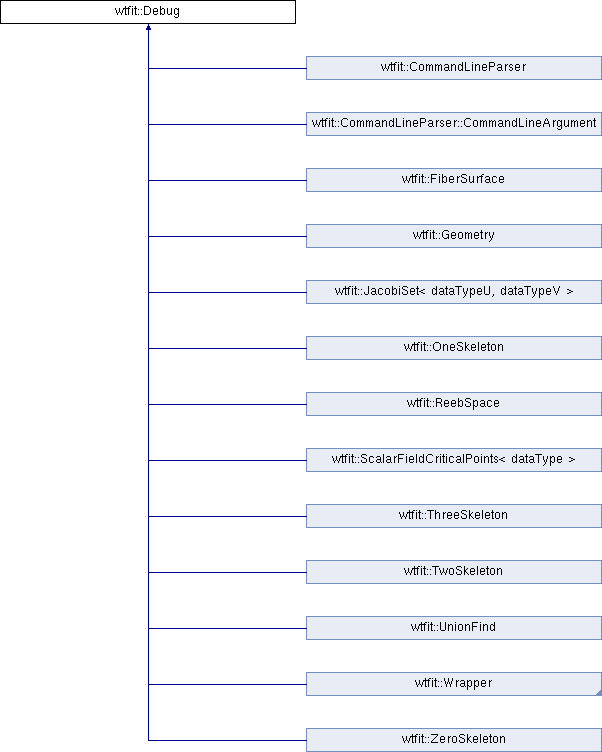 wtfit::Debug
wtfit::CommandLineParser
wtfit::CommandLineParser::CommandLineArgument
wtfit::FiberSurface
wtfit::Geometry
wtfit::JacobiSet< dataTypeU, dataTypeV >
wtfit::OneSkeleton
wtfit::ReebSpace
wtfit::ScalarFieldCriticalPoints< dataType >
wtfit::ThreeSkeleton
wtfit::TwoSkeleton
wtfit::UnionFind
wtfit::Wrapper
wtfit::ZeroSkeleton